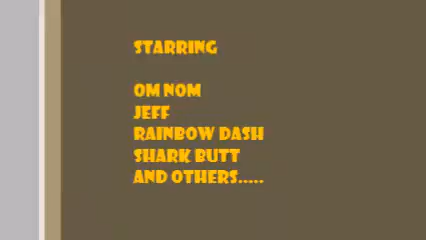 STARRING
OM NOM
JEFF
RAINBOW DASH
SHARK BUTT
AND OTHERS.....